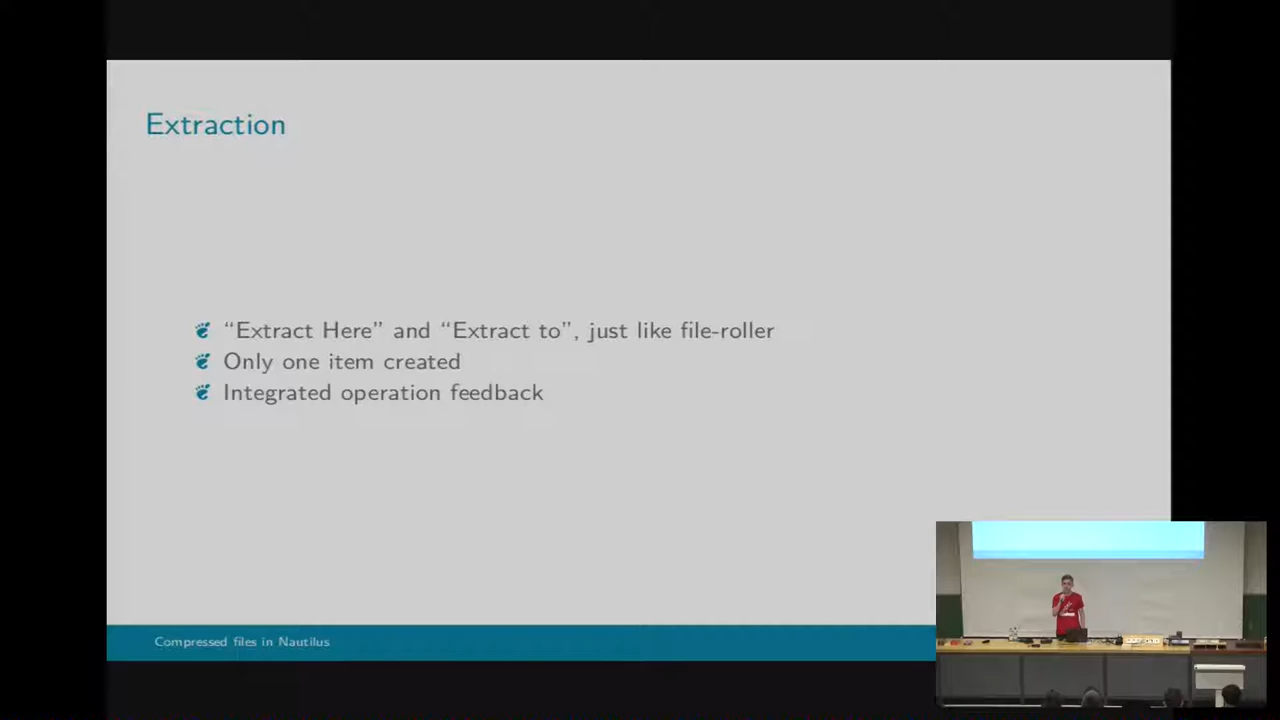 Extraction
“Extract Here” and “Extract to”, just like file-roller
Only one item created
Integrated operation feedback
Compressed files in Nautilus